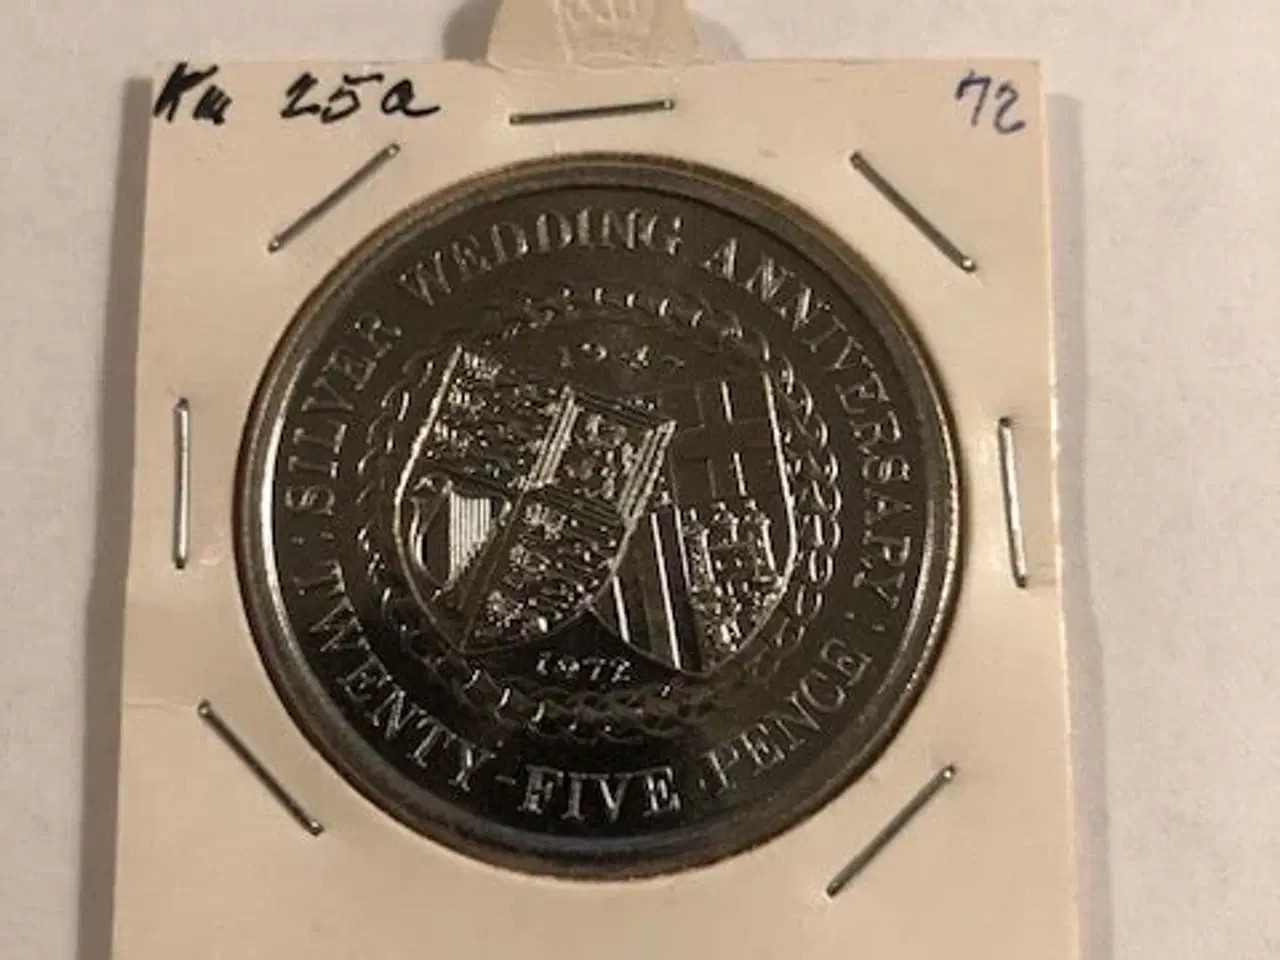 Km 25a
72
SILVER WEDDING ANNIVERSARY
1947
1972
TWENTY-FIVE PENCE